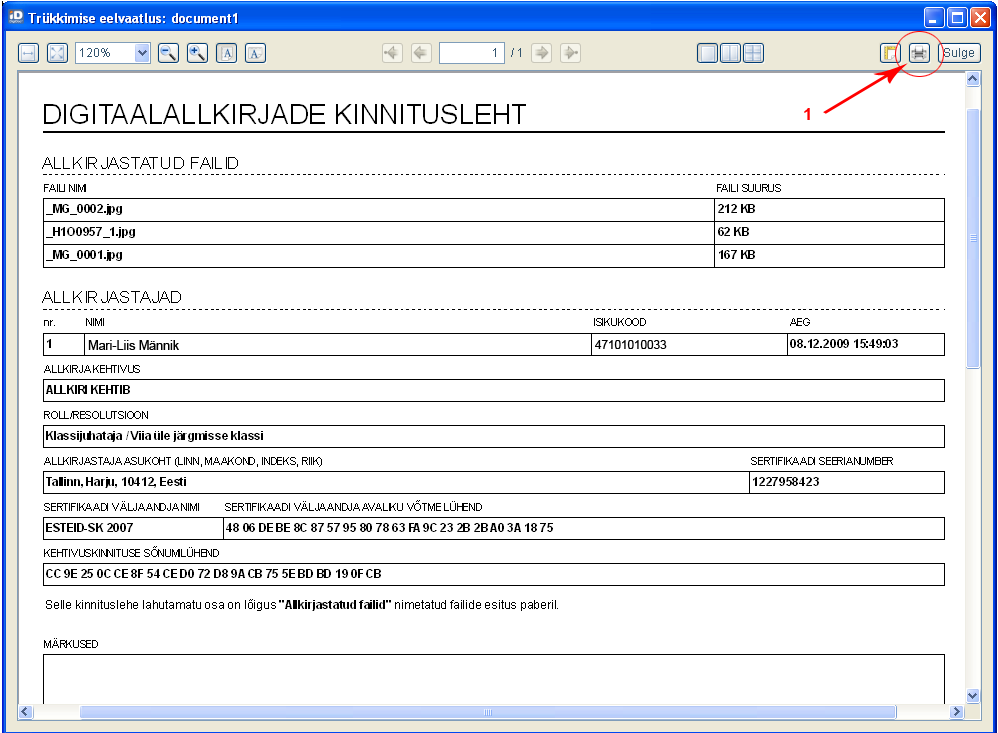 iD Trükkimise eelvaatlus: document1
120% A A 1 / 1 Sulge
1
DIGITAALALLKIRJADE KINNITUSLEHT
ALLKIRJASTATUD FAILID
FAILI NIMI FAILI SUURUS
_MG_0002.jpg 212 KB
_H1O0957_1.jpg 62 KB
_MG_0001.jpg 167 KB
ALLKIRJASTAJAD
nr. NIMI ISIKUKOOD AEG
1 Mari-Liis Männik 47101010033 08.12.2009 15:49:03
ALLKIRJA KEHTIVUS
ALLKIRI KEHTIB
ROLL/RESOLUTSIOON
Klassijuhataja / Viia üle järgmisse klassi
ALLKIRJASTAJA ASUKOHT (LINN, MAAKOND, INDEKS, RIIK) SERTIFIKAADI SEERIANUMBER
Tallinn, Harju, 10412, Eesti 1227958423
SERTIFIKAADI VÄLJAANDJA NIMI SERTIFIKAADI VÄLJAANDJA AVALIKU VÕTME LÜHEND
ESTEID-SK 2007 48 06 DE BE 8C 87 57 95 80 78 63 FA 9C 23 2B 2B A0 3A 18 75
KEHTIVUSKINNITUSE SÕNUMILÜHEND
CC 9E 25 0C CE 8F 54 CE D0 72 D8 9A CB 75 5E BD BD 19 0F CB
Selle kinnituslehe lahutamatu osa on lõigus "Allkirjastatud failid" nimetatud failide esitus paberil.
MÄRKUSED